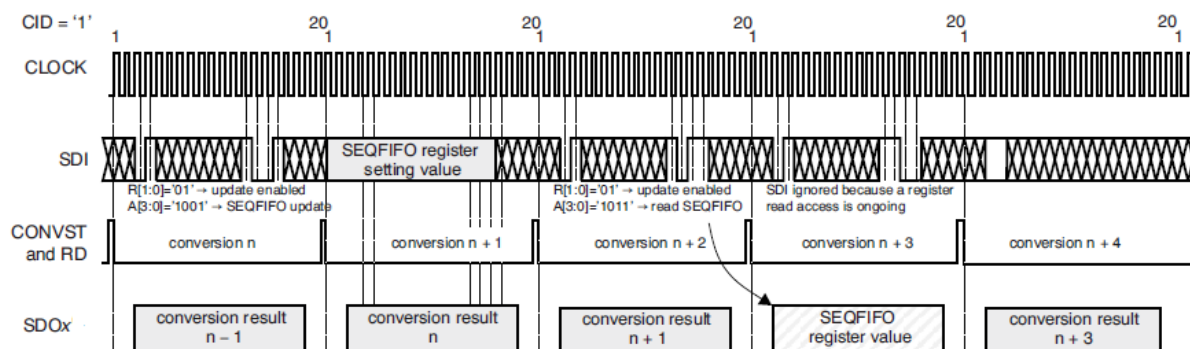 CID = '1'
1
20
1
20
1
20
1
20
1
20
1
CLOCK
SDI
SEQFIFO register
setting value
R[1:0]='01' → update enabled
A[3:0]='1001' → SEQFIFO update
R[1:0]='01' → update enabled
A[3:0]='1011' → read SEQFIFO
SDI ignored because a register
read access is ongoing
CONVST
and RD
conversion n
conversion n + 1
conversion n + 2
conversion n + 3
conversion n + 4
SDOx
conversion result
n – 1
conversion result
n
conversion result
n + 1
SEQFIFO
register value
conversion result
n + 3